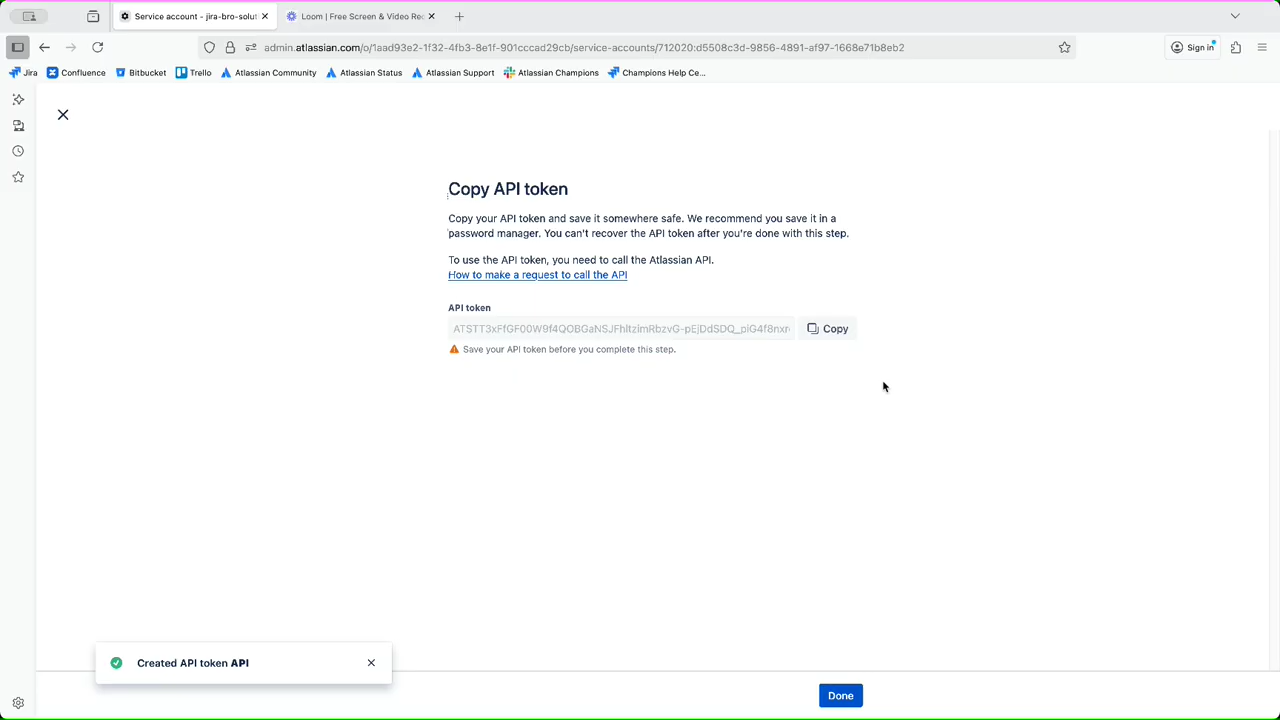 Service account - jira-bro-solut
Loom | Free Screen & Video Rec
admin.atlassian.com/o/1aad93e2-1f32-4fb3-8e1f-901cccad29cb/service-accounts/712020:d5508c3d-9856-4891-af97-1668e71b8eb2
Sign in
Jira
Confluence
Bitbucket
Trello
Atlassian Community
Atlassian Status
Atlassian Support
Atlassian Champions
Champions Help Ce...
Copy API token
Copy your API token and save it somewhere safe. We recommend you save it in a
password manager. You can't recover the API token after you're done with this step.
To use the API token, you need to call the Atlassian API.
How to make a request to call the API
API token
Copy
Save your API token before you complete this step.
Created API token API
Done